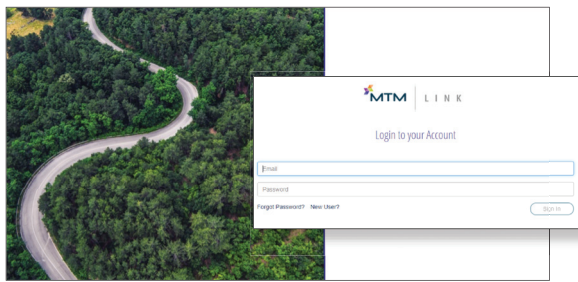 MTM LINK
Login to your Account
Email
Password
Forgot Password? New User?
Sign In